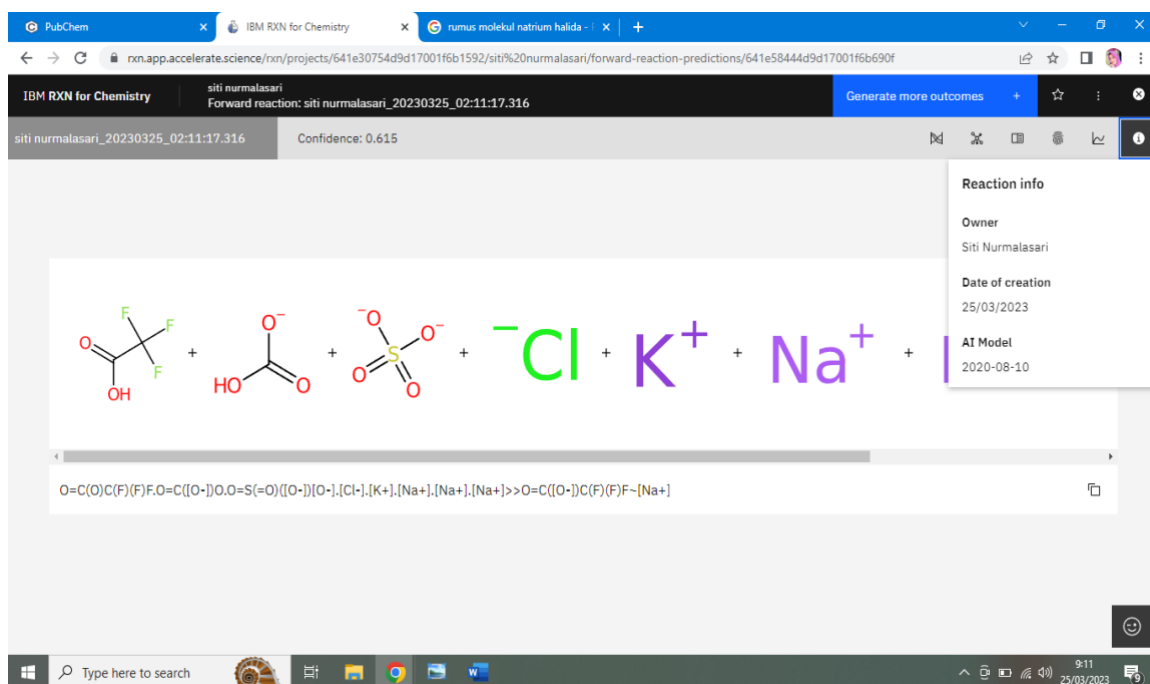 PubChem
IBM RXN for Chemistry
rumus molekul natrium halida - F
rxn.app.accelerate.science/rxn/projects/641e30754d9d17001f6b1592/siti%20nurmalasari/forward-reaction-predictions/641e58444d9d17001f6b690f
IBM RXN for Chemistry
siti nurmalasari
Forward reaction: siti nurmalasari_20230325_02:11:17.316
Generate more outcomes +
siti nurmalasari_20230325_02:11:17.316
Confidence: 0.615
Reaction info
Owner
Siti Nurmalasari
Date of creation
25/03/2023
AI Model
2020-08-10
F
F
F
O
OH
+
O⁻
HO
O
+
⁻O
O⁻
S
O
O
+
⁻Cl
+
K⁺
+
Na⁺
+
O=C(O)C(F)(F)F.O=C([O-])O.O=S(=O)([O-])[O-].[Cl-].[K+].[Na+].[Na+].[Na+]>>O=C([O-])C(F)(F)F~[Na+]
Type here to search
9:11
25/03/2023
9